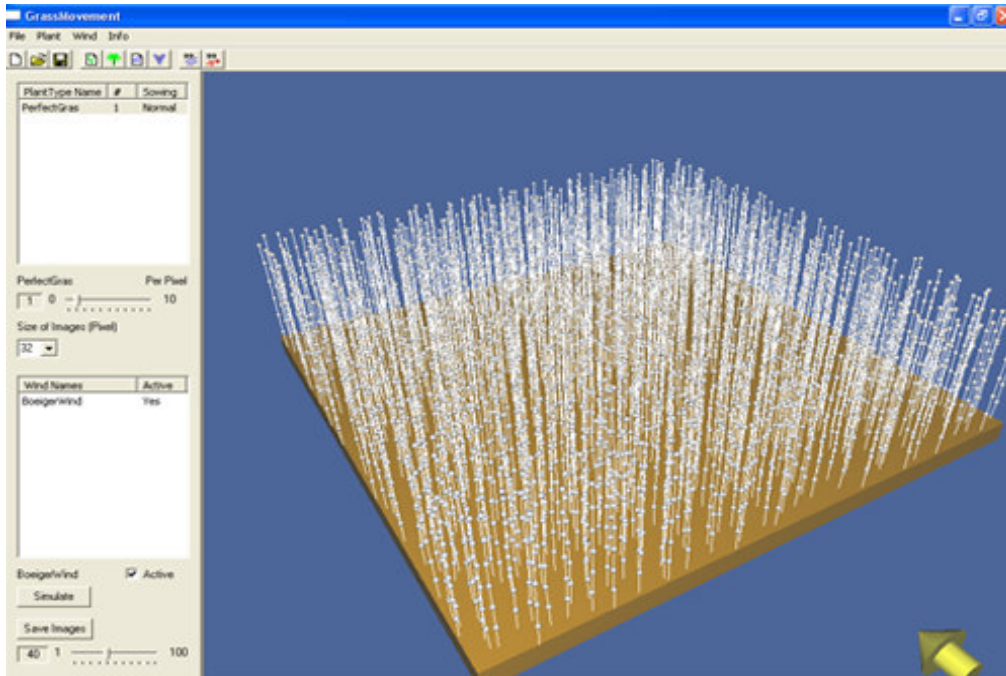 GrassMovement
File Plant Wind Info
PlantType Name # Sowing
PerfectGras 1 Normal
PerfectGras Per Pixel
1 0 10
Size of Images (Pixel)
32
Wind Names Active
BoeigerWind Yes
BoeigerWind Active
Simulate
Save Images
40 1 100